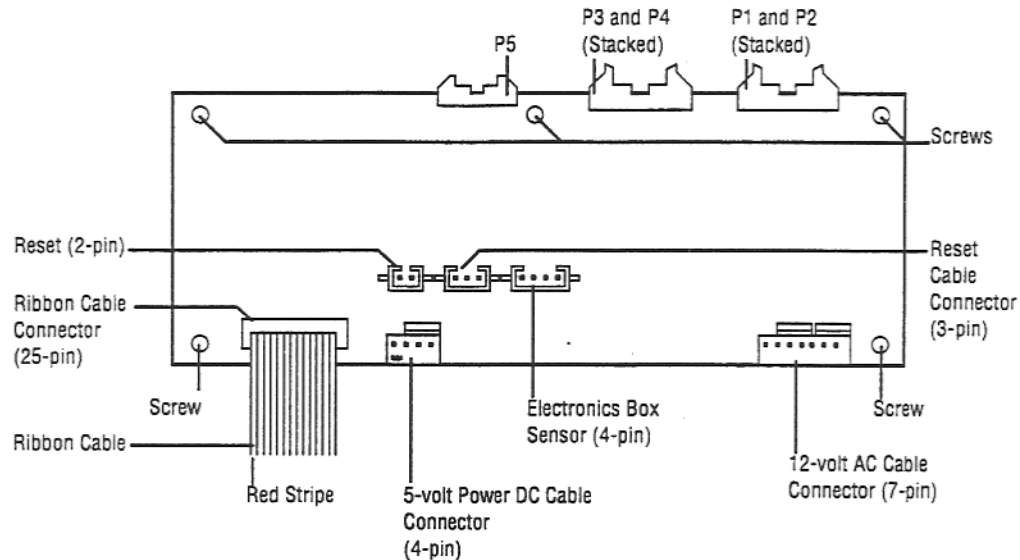 P5
P3 and P4
(Stacked)
P1 and P2
(Stacked)
Screws
Reset (2-pin)
Reset
Cable
Connector
(3-pin)
Ribbon Cable
Connector
(25-pin)
Screw
Ribbon Cable
Red Stripe
5-volt Power DC Cable
Connector
(4-pin)
Electronics Box
Sensor (4-pin)
Screw
12-volt AC Cable
Connector (7-pin)